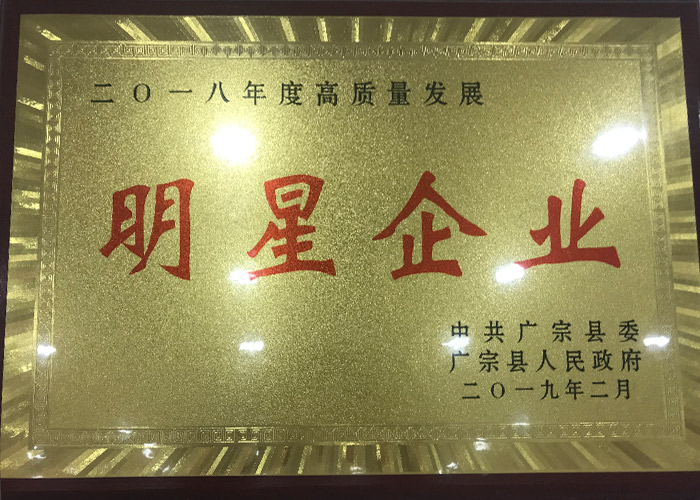 二〇一八年度高质量发展
明星企业
中共广宗县委
广宗县人民政府
二〇一九年二月